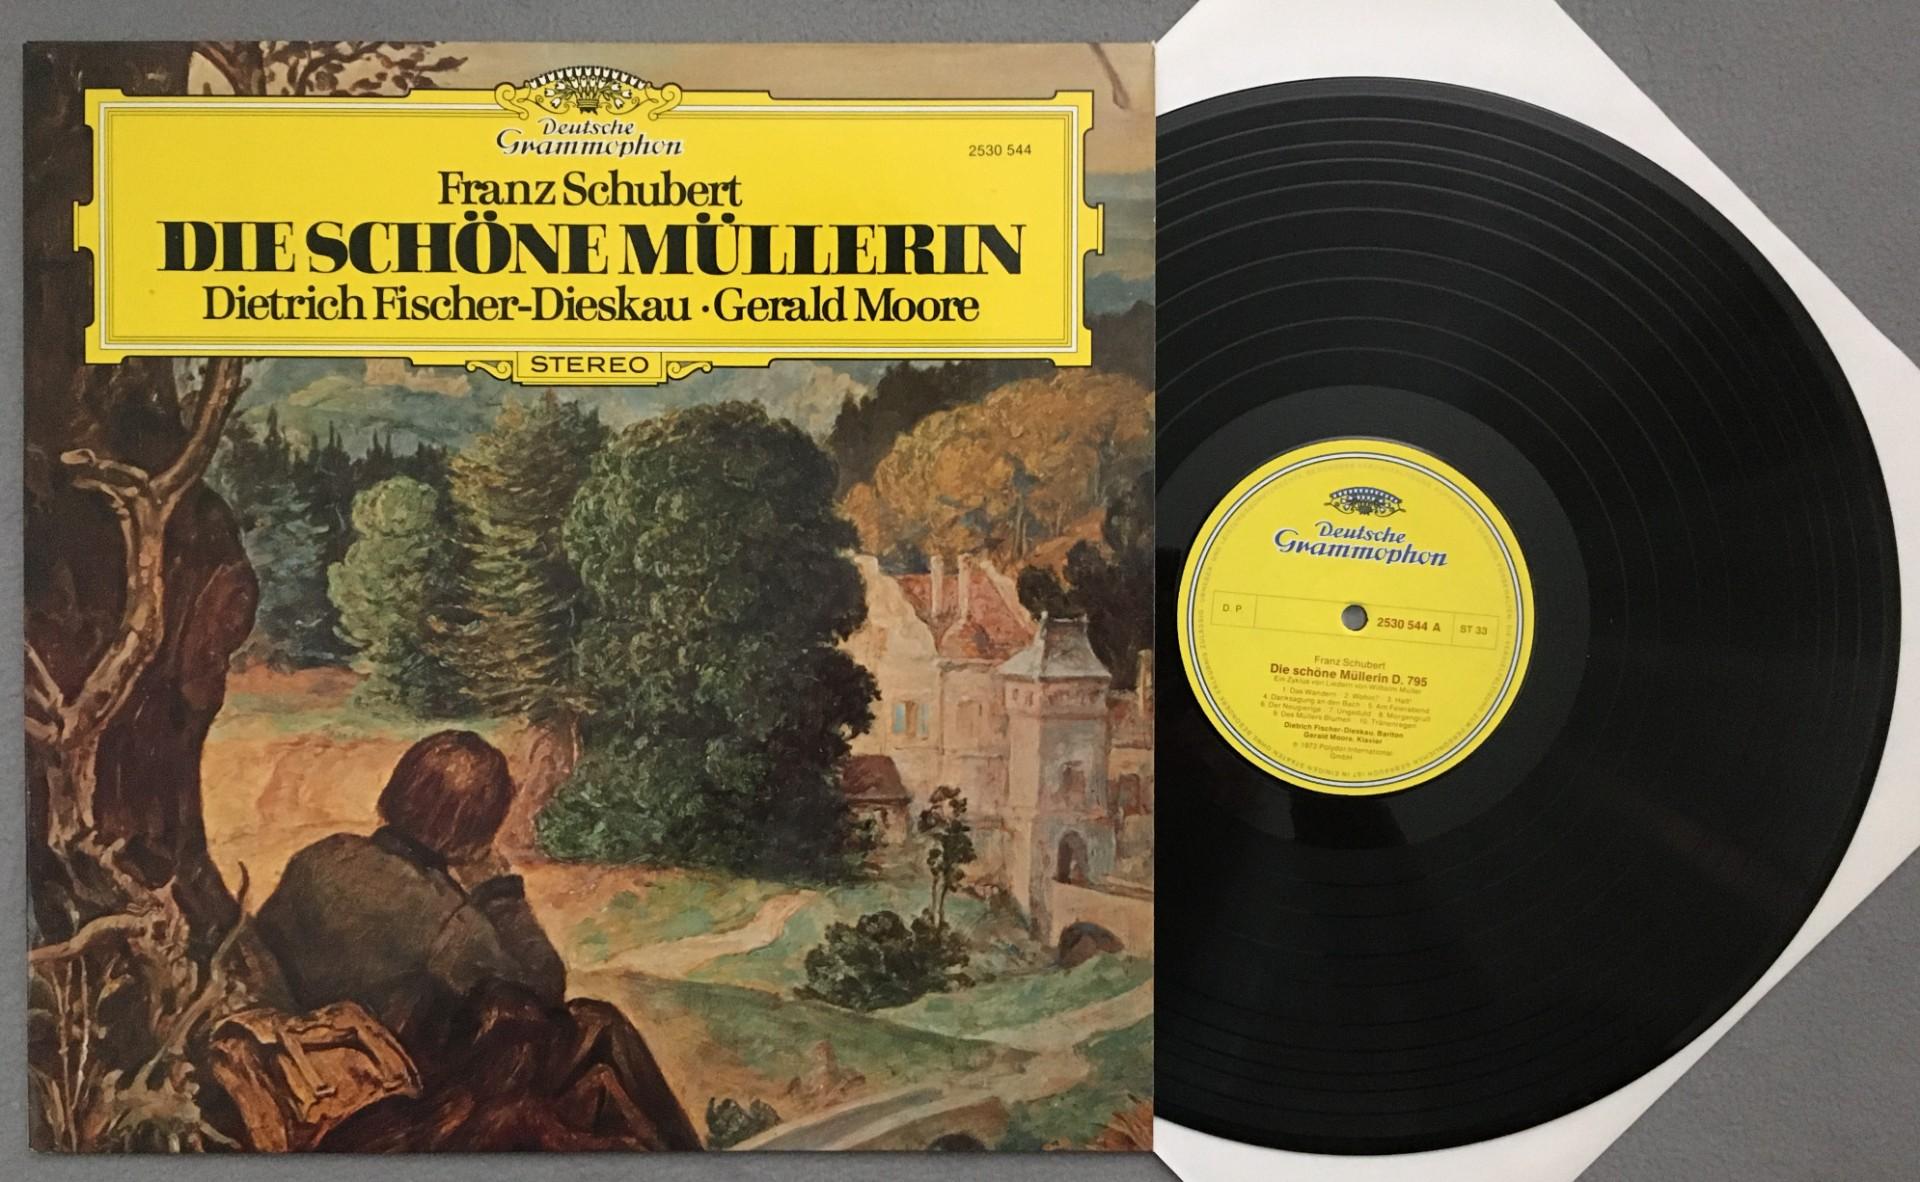 Deutsche
Grammophon
2530 544
Franz Schubert
DIE SCHÖNE MÜLLERIN
Dietrich Fischer-Dieskau · Gerald Moore
STEREO
Deutsche
Grammophon
D. P.
2530 544 A
ST 33
Franz Schubert
Die schöne Müllerin D. 795
Ein Zyklus von Liedern von Wilhelm Müller
1. Das Wandern 2. Wohin? 3. Halt!
4. Danksagung an den Bach 5. Am Feierabend
6. Der Neugierige 7. Ungeduld 8. Morgengruß
9. Des Müllers Blumen 10. Tränenregen
Dietrich Fischer-Dieskau, Bariton
Gerald Moore, Klavier
℗ 1972 Polydor International
GmbH